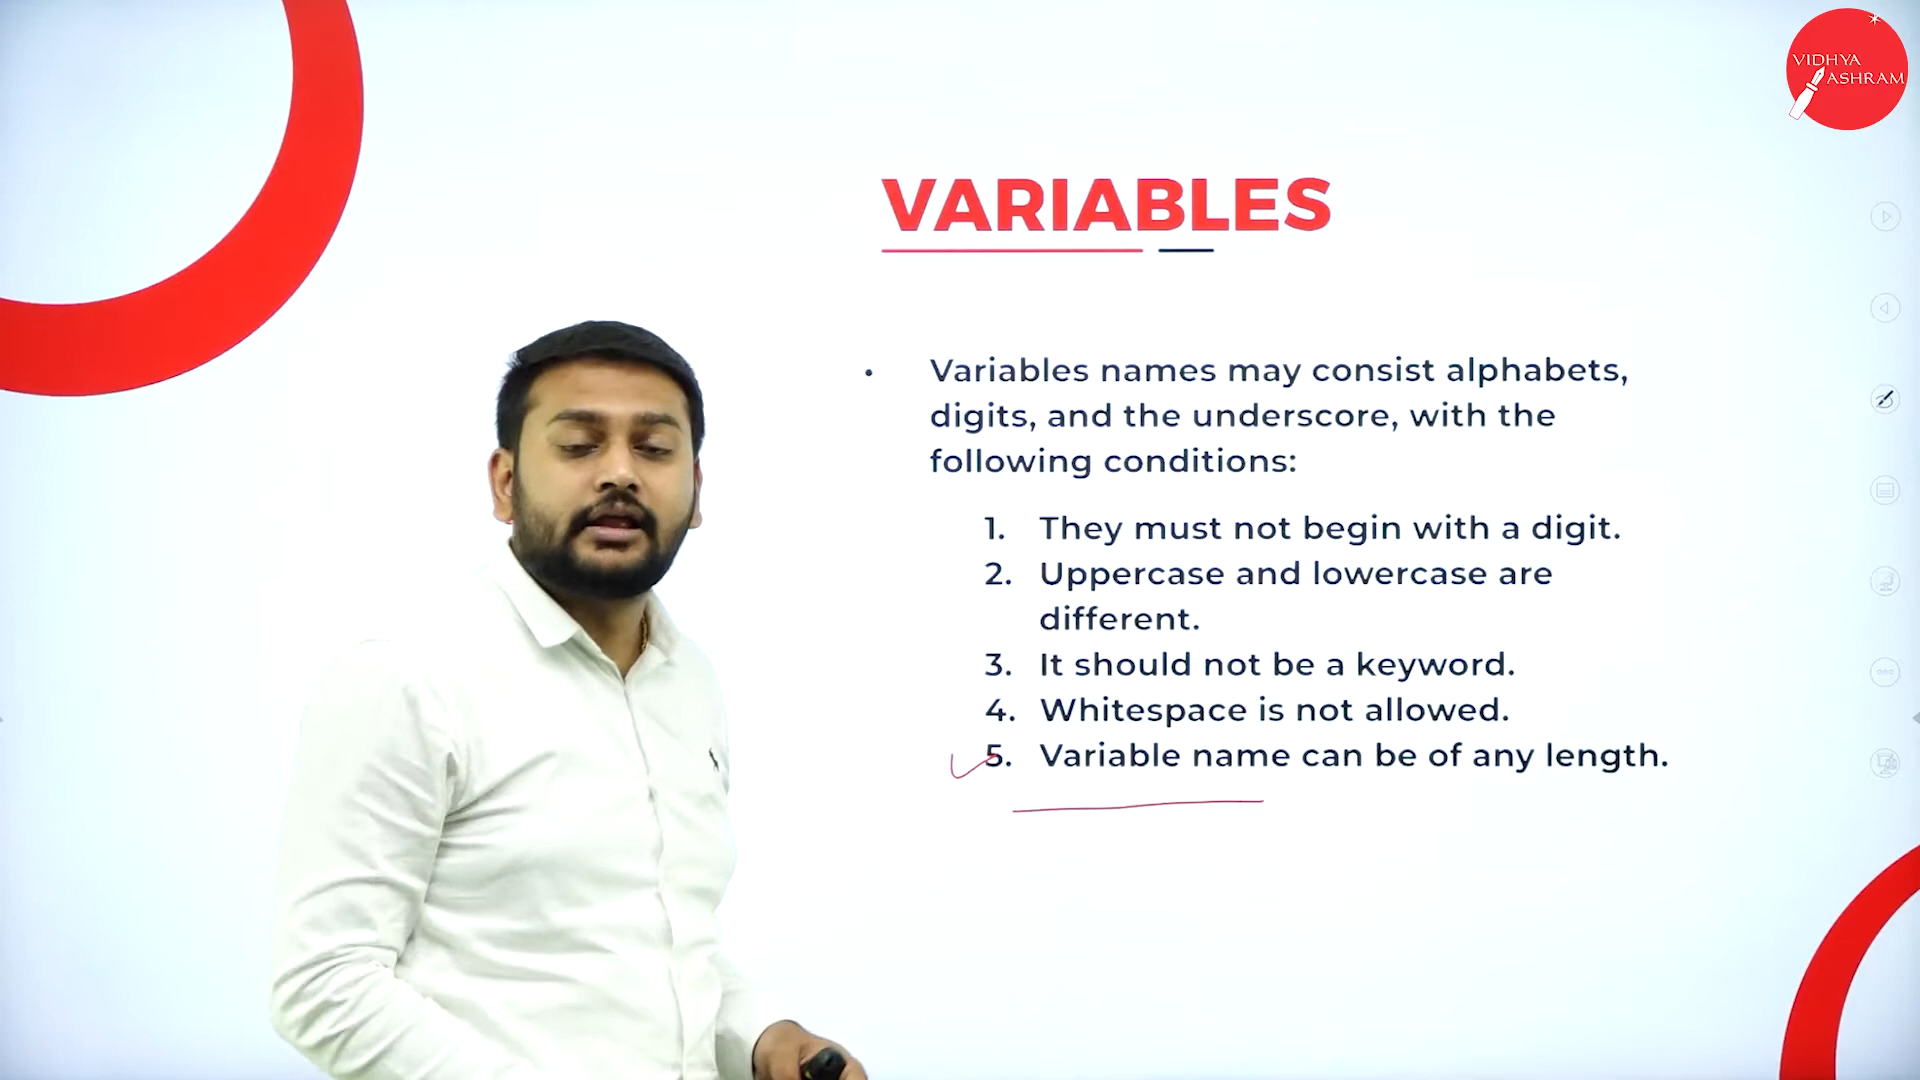 VIDHYA
ASHRAM
VARIABLES
• Variables names may consist alphabets,
digits, and the underscore, with the
following conditions:
1. They must not begin with a digit.
2. Uppercase and lowercase are
different.
3. It should not be a keyword.
4. Whitespace is not allowed.
5. Variable name can be of any length.